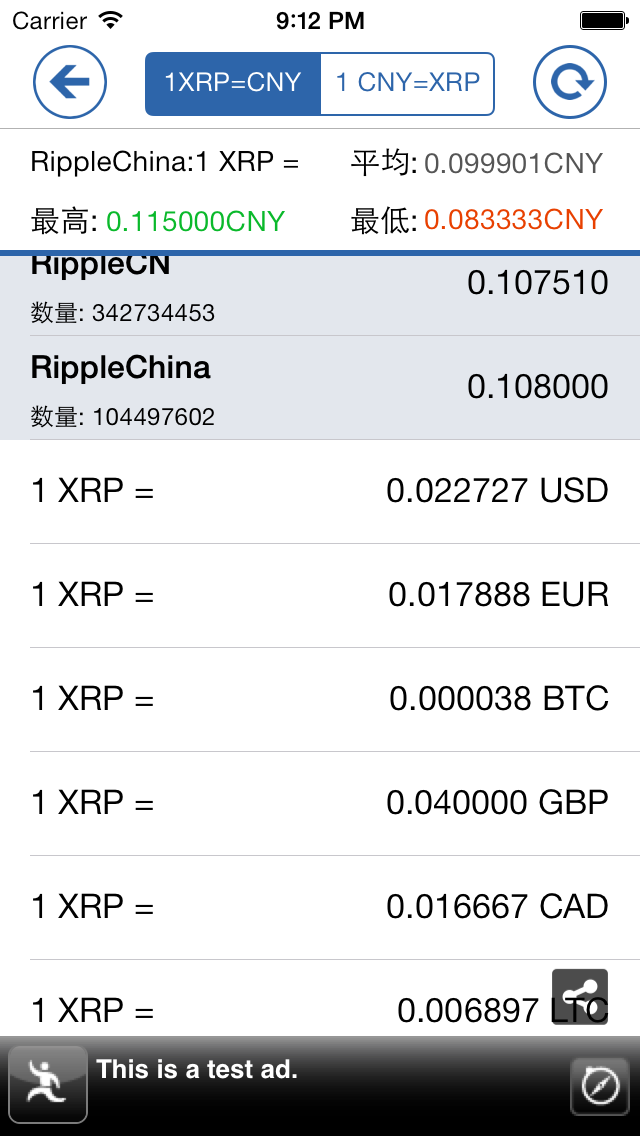 Carrier 9:12 PM
1XRP=CNY 1 CNY=XRP
RippleChina:1 XRP = 平均: 0.099901CNY
最高: 0.115000CNY 最低: 0.083333CNY
RippleCN 0.107510
数量: 342734453
RippleChina 0.108000
数量: 104497602
1 XRP = 0.022727 USD
1 XRP = 0.017888 EUR
1 XRP = 0.000038 BTC
1 XRP = 0.040000 GBP
1 XRP = 0.016667 CAD
1 XRP = 0.006897 LTC
This is a test ad.